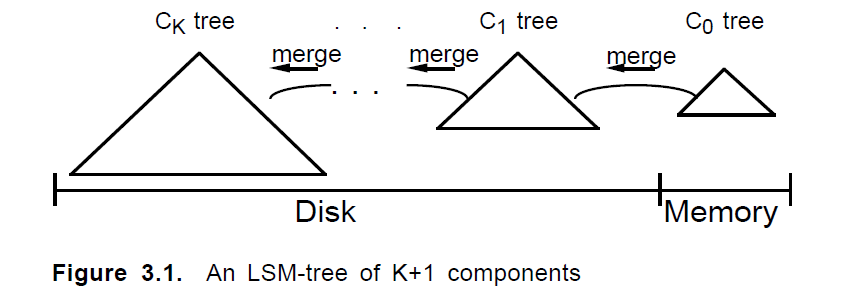 C_K tree . . . C_1 tree C_0 tree
merge merge merge
. . .
Disk Memory
Figure 3.1. An LSM-tree of K+1 components